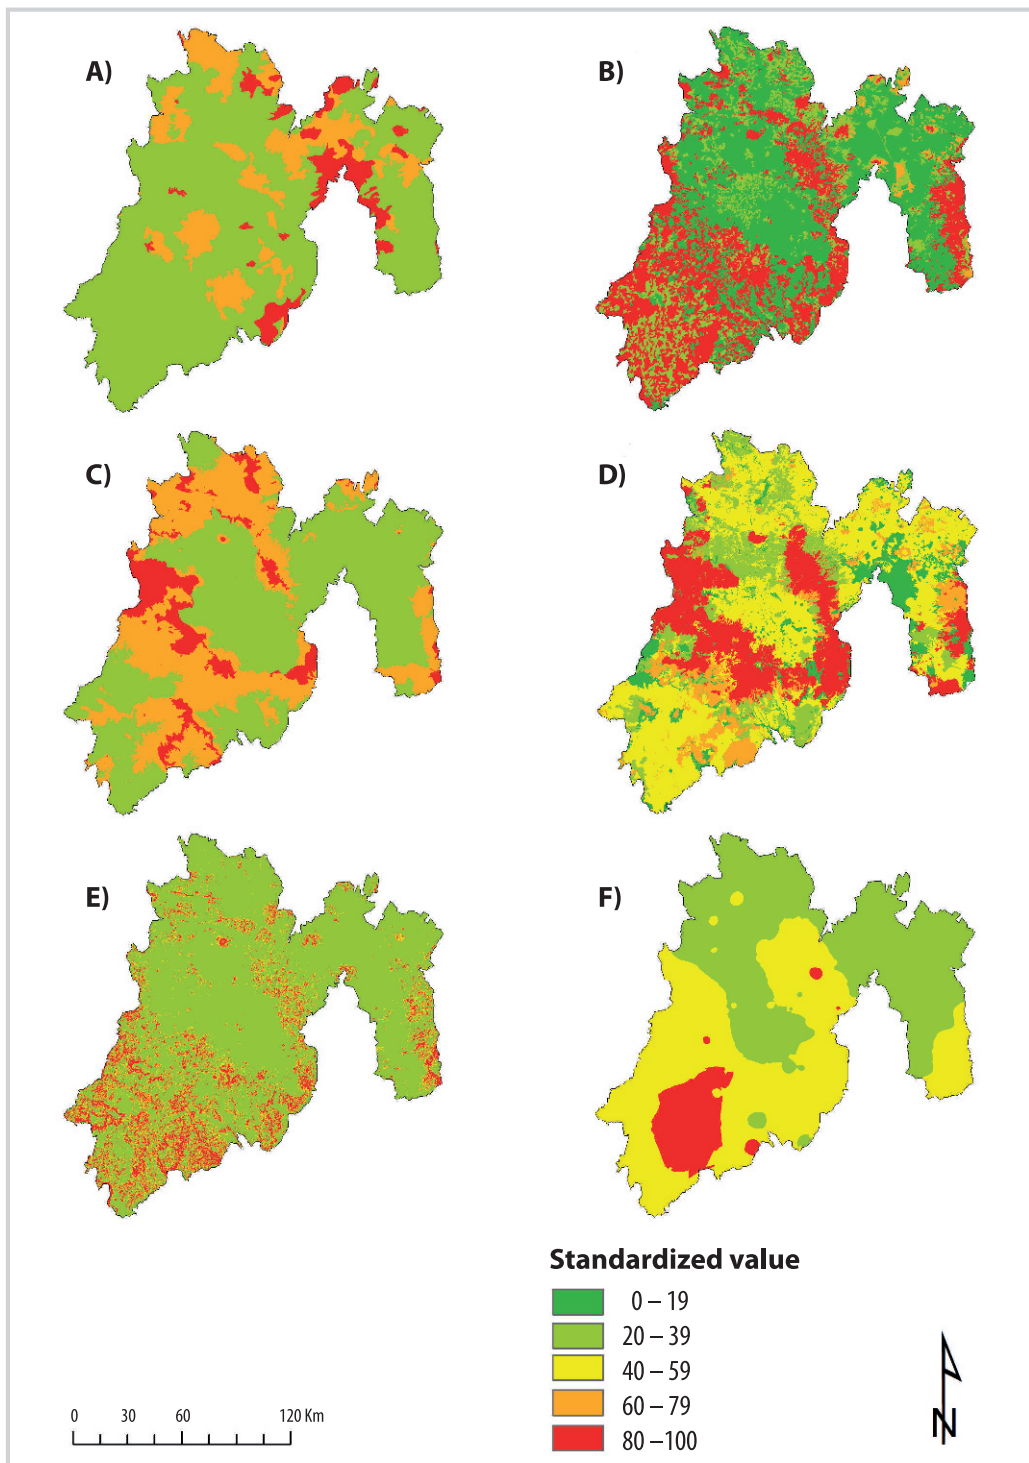 A)
B)
C)
D)
E)
F)
Standardized value
0 – 19
20 – 39
40 – 59
60 – 79
80 –100
0 30 60 120 Km
N